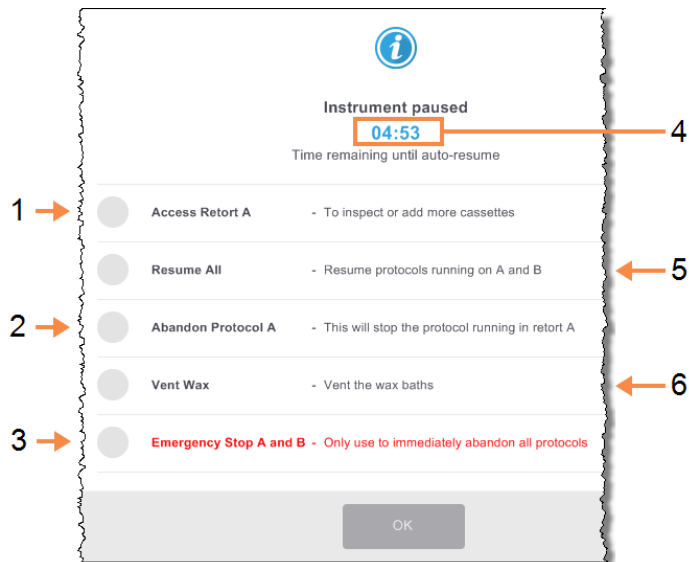 i
Instrument paused
04:53
4
Time remaining until auto-resume
1
Access Retort A - To inspect or add more cassettes
Resume All - Resume protocols running on A and B
5
2
Abandon Protocol A - This will stop the protocol running in retort A
Vent Wax - Vent the wax baths
6
3
Emergency Stop A and B - Only use to immediately abandon all protocols
OK